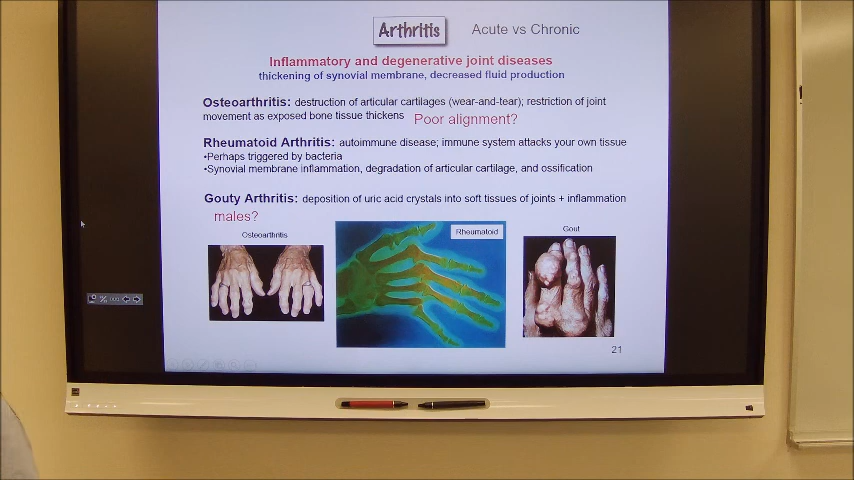 Arthritis Acute vs Chronic
Inflammatory and degenerative joint diseases
thickening of synovial membrane, decreased fluid production
Osteoarthritis: destruction of articular cartilages (wear-and-tear); restriction of joint
movement as exposed bone tissue thickens Poor alignment?
Rheumatoid Arthritis: autoimmune disease; immune system attacks your own tissue
•Perhaps triggered by bacteria
•Synovial membrane inflammation, degradation of articular cartilage, and ossification
Gouty Arthritis: deposition of uric acid crystals into soft tissues of joints + inflammation
males?
Osteoarthritis
Rheumatoid
Gout
21